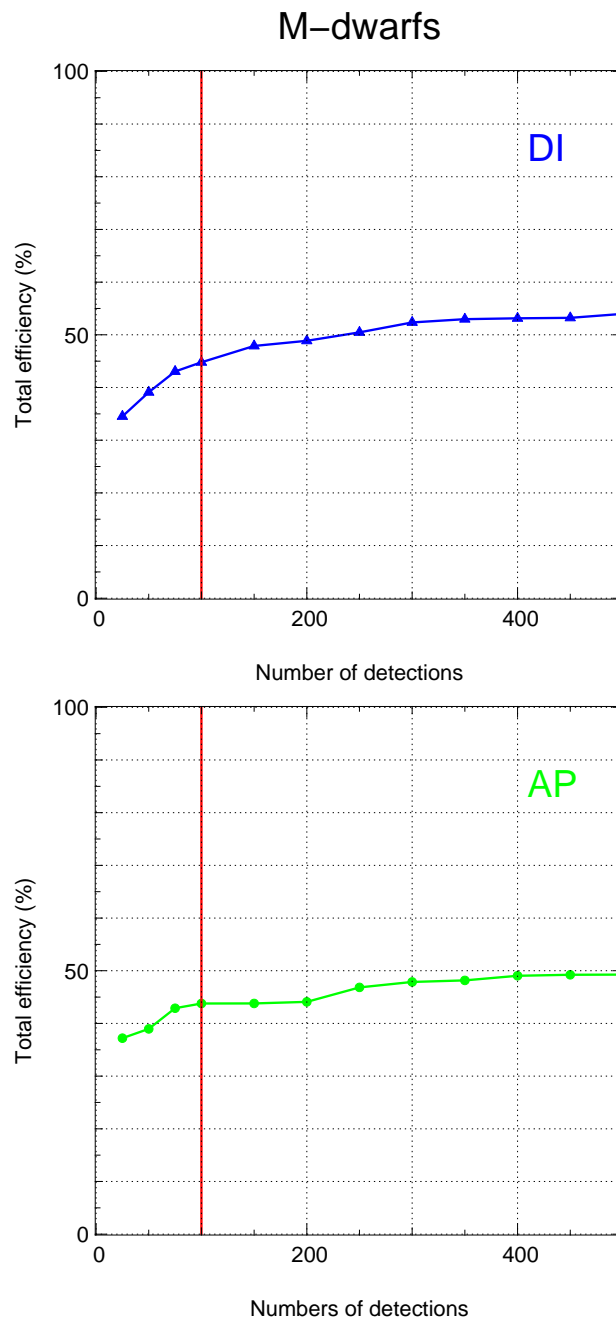 M−dwarfs
100
DI
50
0
Total efficiency (%)
0 200 400
Number of detections
100
AP
50
0
Total efficiency (%)
0 200 400
Numbers of detections